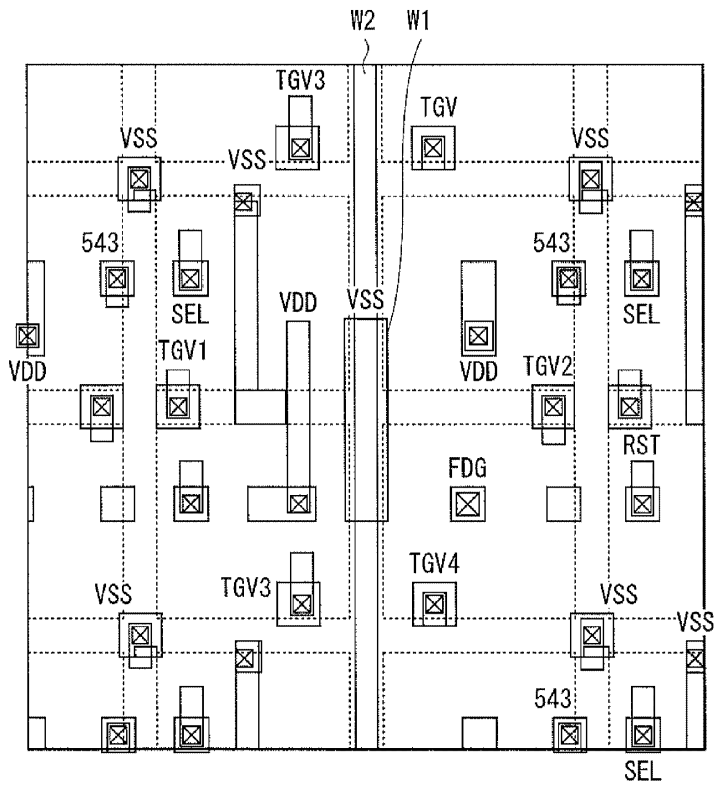 W2 W1
TGV3 TGV
VSS VSS VSS
543 543
SEL SEL
VDD VSS
VDD VDD
TGV1 TGV2
RST
FDG
TGV3 TGV4
VSS VSS VSS
543
SEL